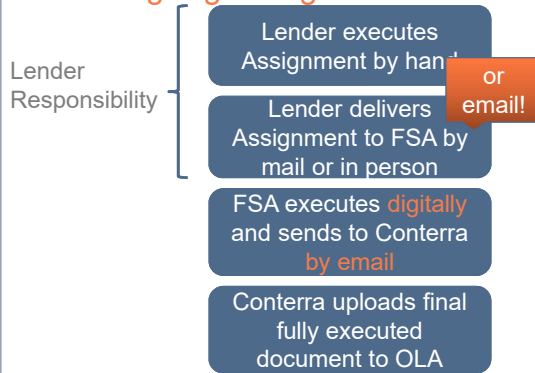 Lender executes
Assignment by hand
or
email!
Lender
Responsibility
Lender delivers
Assignment to FSA by
mail or in person
FSA executes digitally
and sends to Conterra
by email
Conterra uploads final
fully executed
document to OLA